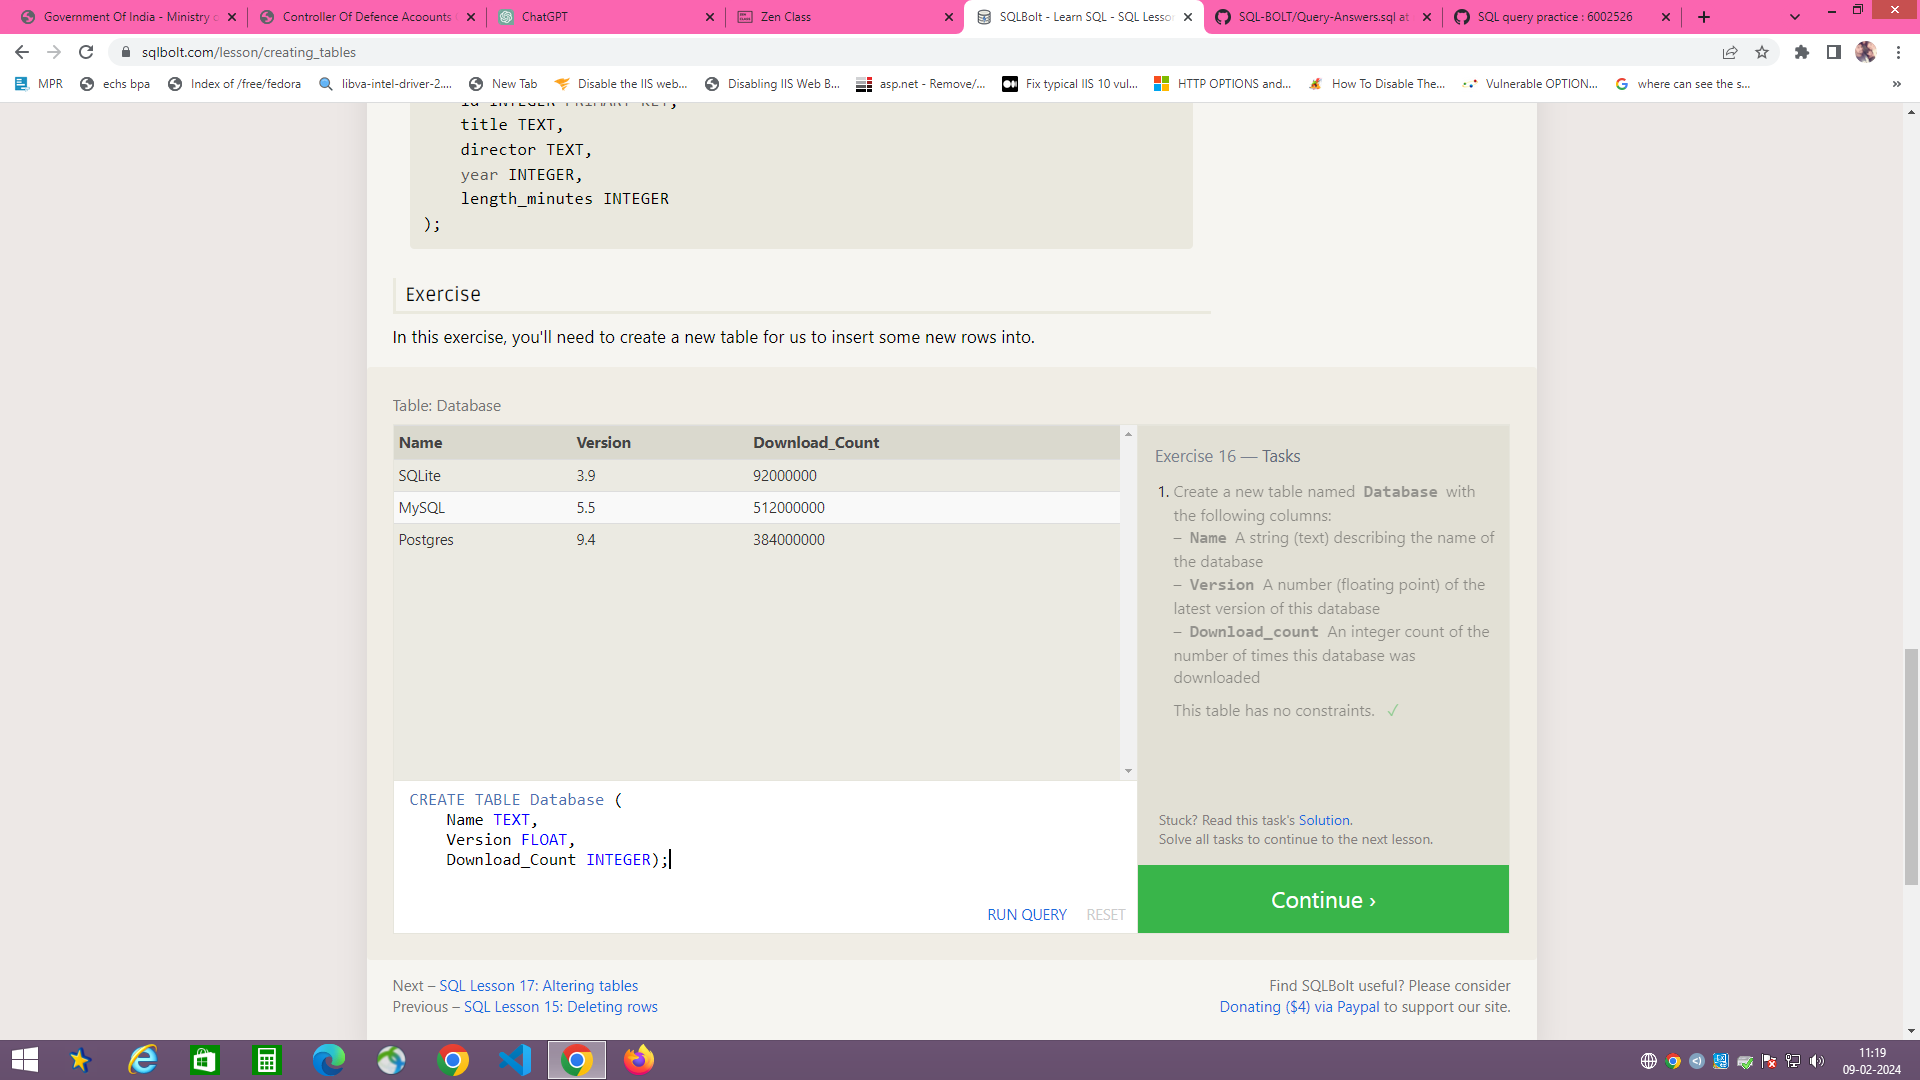 Government Of India - Ministry
Controller Of Defence Acoounts
ChatGPT
Zen Class
SQLBolt - Learn SQL - SQL Lesson
SQL-BOLT/Query-Answers.sql at
SQL query practice : 6002526
sqlbolt.com/lesson/creating_tables
MPR
echs bpa
Index of /free/fedora
libva-intel-driver-2....
New Tab
Disable the IIS web...
Disabling IIS Web B...
asp.net - Remove/...
Fix typical IIS 10 vul...
HTTP OPTIONS and...
How To Disable The...
Vulnerable OPTION...
where can see the s...
»
id INTEGER PRIMARY KEY,
title TEXT,
director TEXT,
year INTEGER,
length_minutes INTEGER
);
Exercise
In this exercise, you'll need to create a new table for us to insert some new rows into.
Table: Database
Name Version Download_Count
SQLite 3.9 92000000
MySQL 5.5 512000000
Postgres 9.4 384000000
CREATE TABLE Database (
Name TEXT,
Version FLOAT,
Download_Count INTEGER);
RUN QUERY RESET
Exercise 16 — Tasks
1. Create a new table named Database with
the following columns:
– Name A string (text) describing the name of
the database
– Version A number (floating point) of the
latest version of this database
– Download_count An integer count of the
number of times this database was
downloaded
This table has no constraints. ✓
Stuck? Read this task's Solution.
Solve all tasks to continue to the next lesson.
Continue ›
Next – SQL Lesson 17: Altering tables
Previous – SQL Lesson 15: Deleting rows
Find SQLBolt useful? Please consider
Donating ($4) via Paypal to support our site.
11:19
09-02-2024